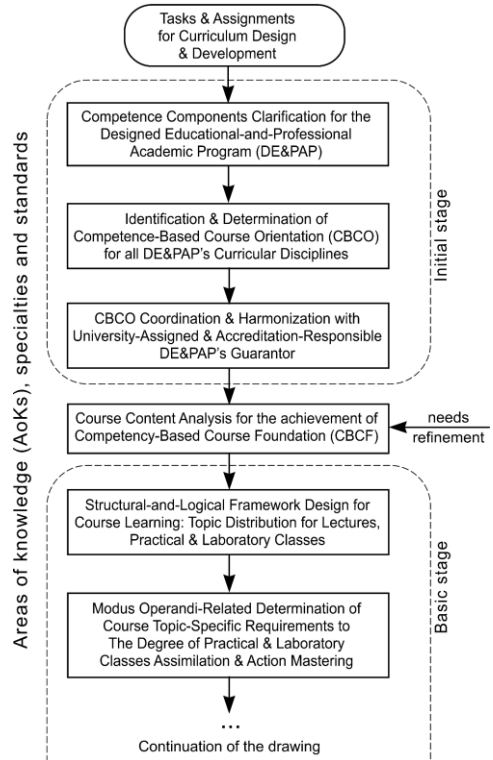 Tasks & Assignments
for Curriculum Design
& Development
Areas of knowledge (AoKs), specialties and standards
Competence Components Clarification for the
Designed Educational-and-Professional
Academic Program (DE&PAP)
Identification & Determination of
Competence-Based Course Orientation (CBCO)
for all DE&PAP's Curricular Disciplines
CBCO Coordination & Harmonization with
University-Assigned & Accreditation-Responsible
DE&PAP's Guarantor
Initial stage
Course Content Analysis for the achievement of
Competency-Based Course Foundation (CBCF)
needs
refinement
Structural-and-Logical Framework Design for
Course Learning: Topic Distribution for Lectures,
Practical & Laboratory Classes
Modus Operandi-Related Determination of
Course Topic-Specific Requirements to
The Degree of Practical & Laboratory
Classes Assimilation & Action Mastering
Basic stage
...
Continuation of the drawing